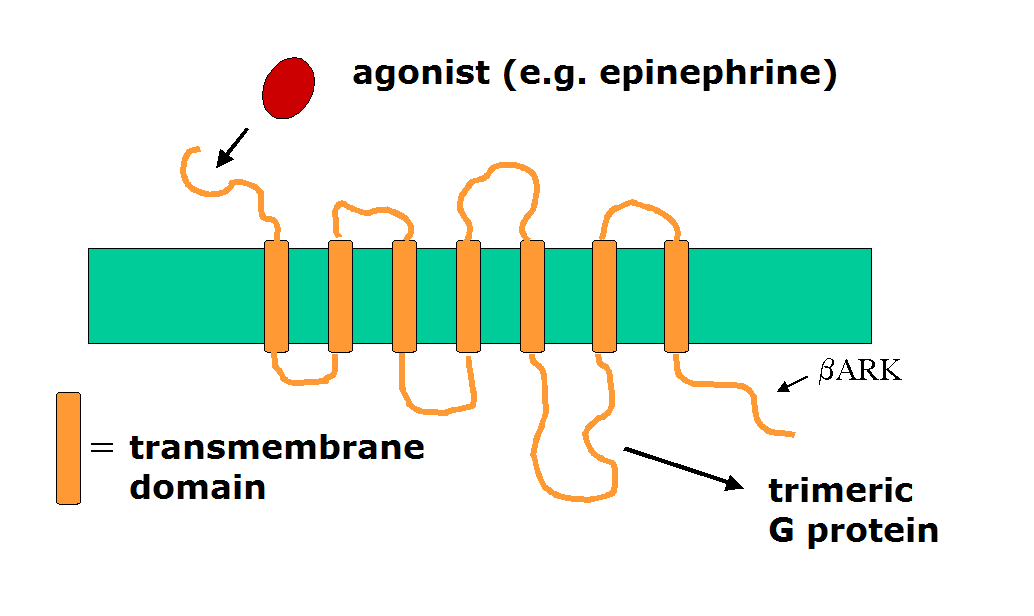 agonist (e.g. epinephrine)
βARK
= transmembrane
domain
trimeric
G protein